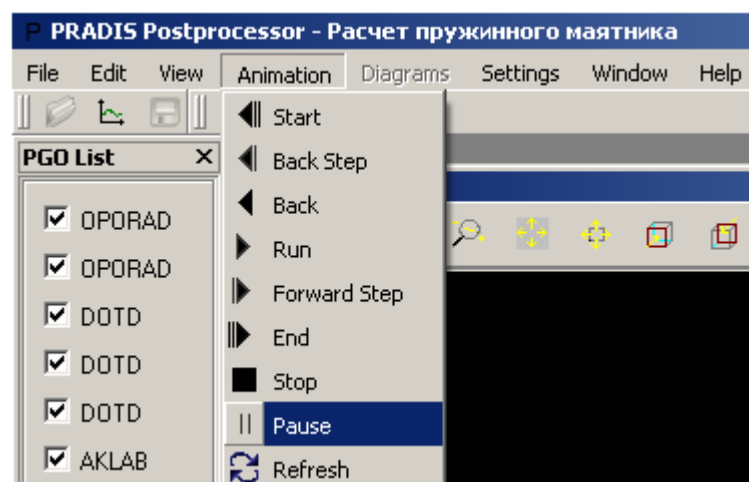 PRADIS Postprocessor - Расчет пружинного маятника
File Edit View Animation Diagrams Settings Window Help
PGO List
OPORAD
OPORAD
DOTD
DOTD
DOTD
AKLAB
Start
Back Step
Back
Run
Forward Step
End
Stop
Pause
Refresh